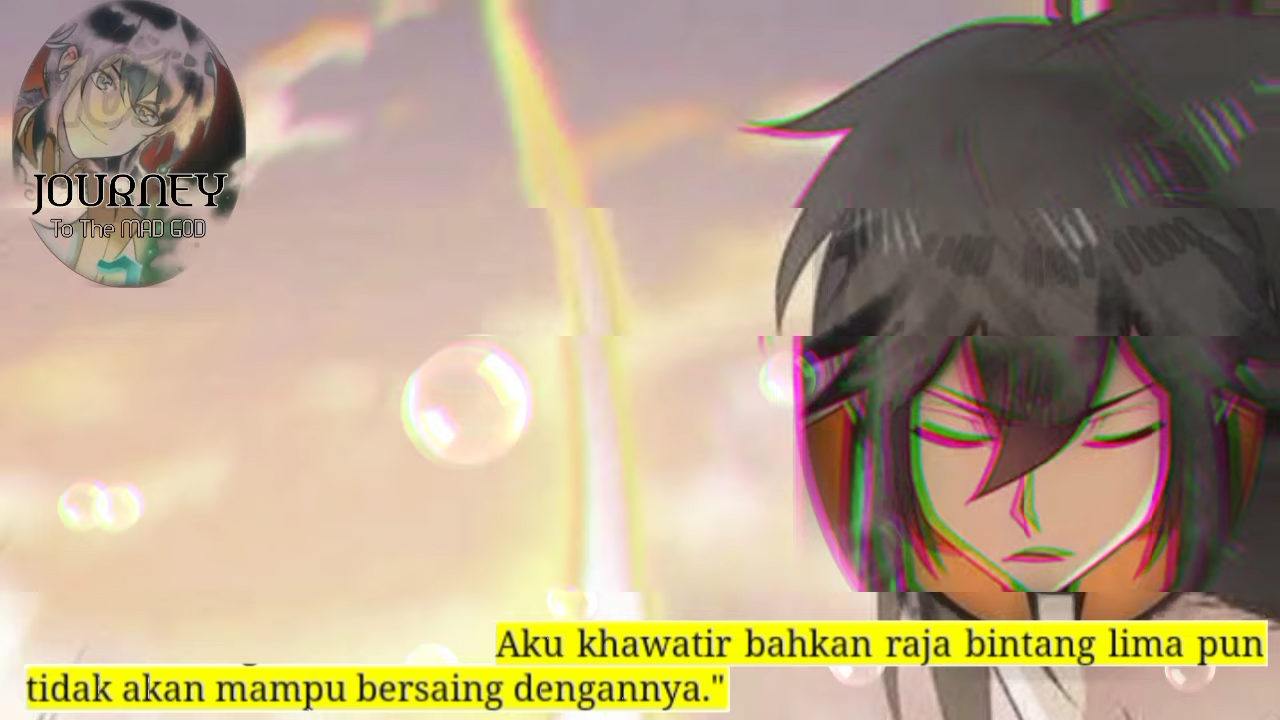 JOURNEY
To The MAD GOD
Aku khawatir bahkan raja bintang lima pun
tidak akan mampu bersaing dengannya."